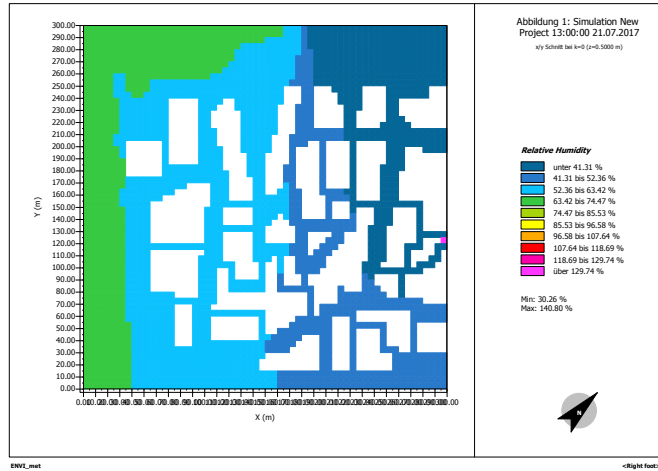 Abbildung 1: Simulation New
Project 13:00:00 21.07.2017
x/y Schnitt bei k=0 (z=0.5000 m)
300.00
290.00
280.00
270.00
260.00
250.00
240.00
230.00
220.00
210.00
200.00
190.00
180.00
170.00
160.00
150.00
140.00
130.00
120.00
110.00
100.00
90.00
80.00
70.00
60.00
50.00
40.00
30.00
20.00
10.00
0.00
Y (m)
X (m)
Relative Humidity
unter 41.31 %
41.31 bis 52.36 %
52.36 bis 63.42 %
63.42 bis 74.47 %
74.47 bis 85.53 %
85.53 bis 96.58 %
96.58 bis 107.64 %
107.64 bis 118.69 %
118.69 bis 129.74 %
über 129.74 %
Min: 30.26 %
Max: 140.80 %
N
ENVI_met
<Right foot: